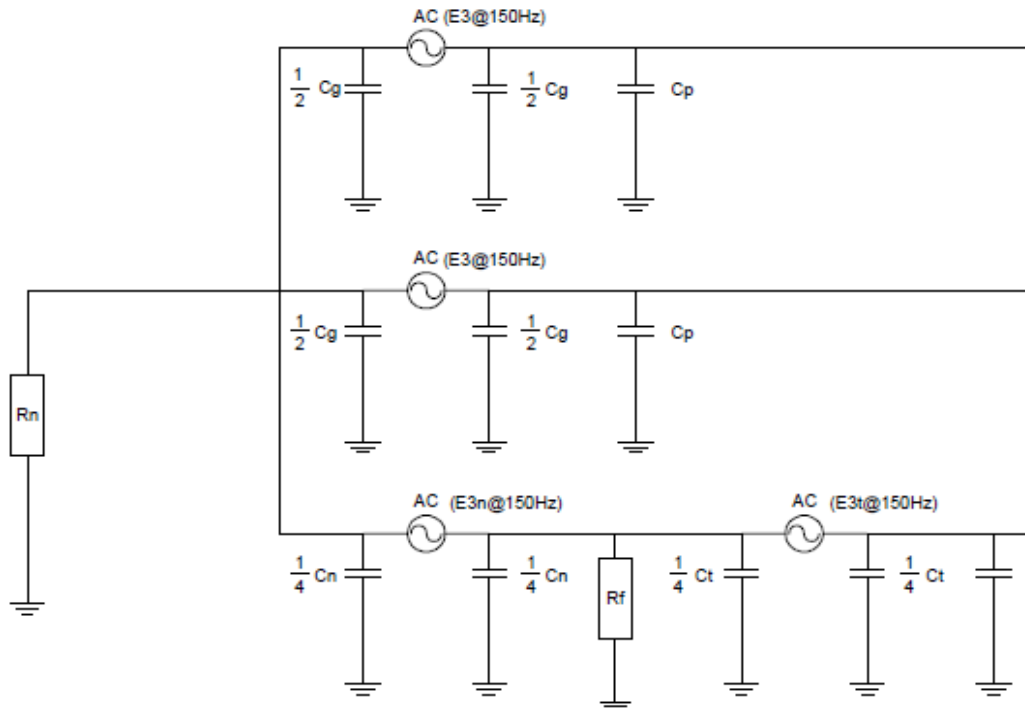 AC (E3@150Hz)
1/2 Cg
1/2 Cg
Cp
AC (E3@150Hz)
1/2 Cg
1/2 Cg
Cp
Rn
AC (E3n@150Hz)
AC (E3t@150Hz)
1/4 Cn
1/4 Cn
Rf
1/4 Ct
1/4 Ct